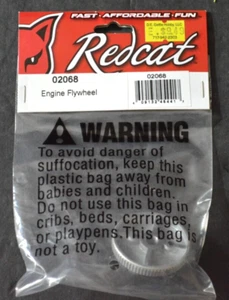 FAST · AFFORDABLE · FUN
Redcat
02068
Engine Flywheel
02068
WARNING
To avoid danger of
suffocation, keep this
plastic bag away from
babies and children.
Do not use this bag in
cribs, beds, carriages,
or playpens. This bag is
not a toy.